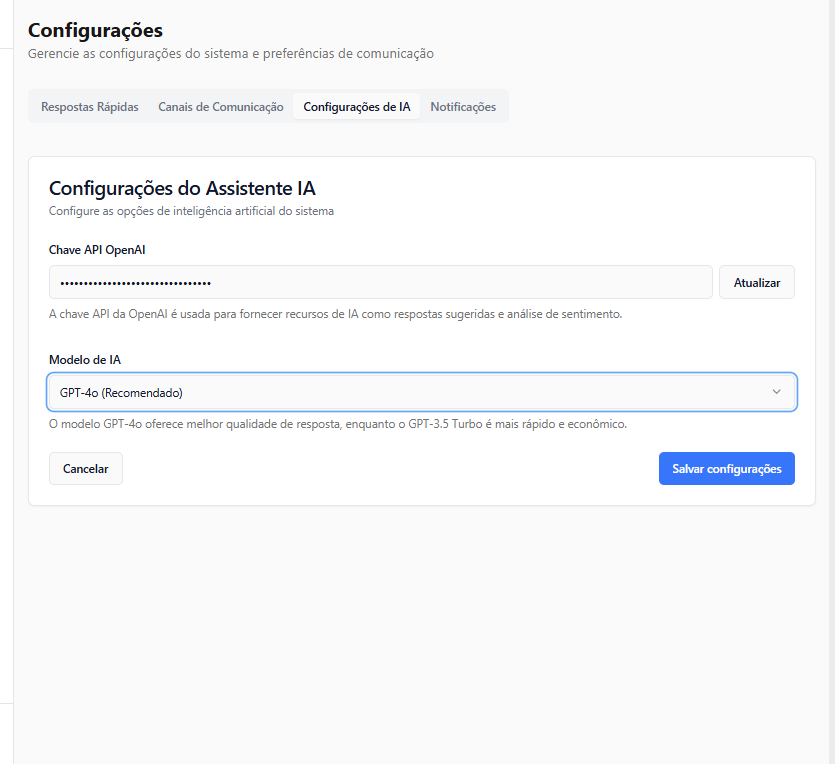 Configurações
Gerencie as configurações do sistema e preferências de comunicação
Respostas Rápidas
Canais de Comunicação
Configurações de IA
Notificações
Configurações do Assistente IA
Configure as opções de inteligência artificial do sistema
Chave API OpenAI
••••••••••••••••••••••••••••••••
Atualizar
A chave API da OpenAI é usada para fornecer recursos de IA como respostas sugeridas e análise de sentimento.
Modelo de IA
GPT-4o (Recomendado)
O modelo GPT-4o oferece melhor qualidade de resposta, enquanto o GPT-3.5 Turbo é mais rápido e econômico.
Cancelar
Salvar configurações